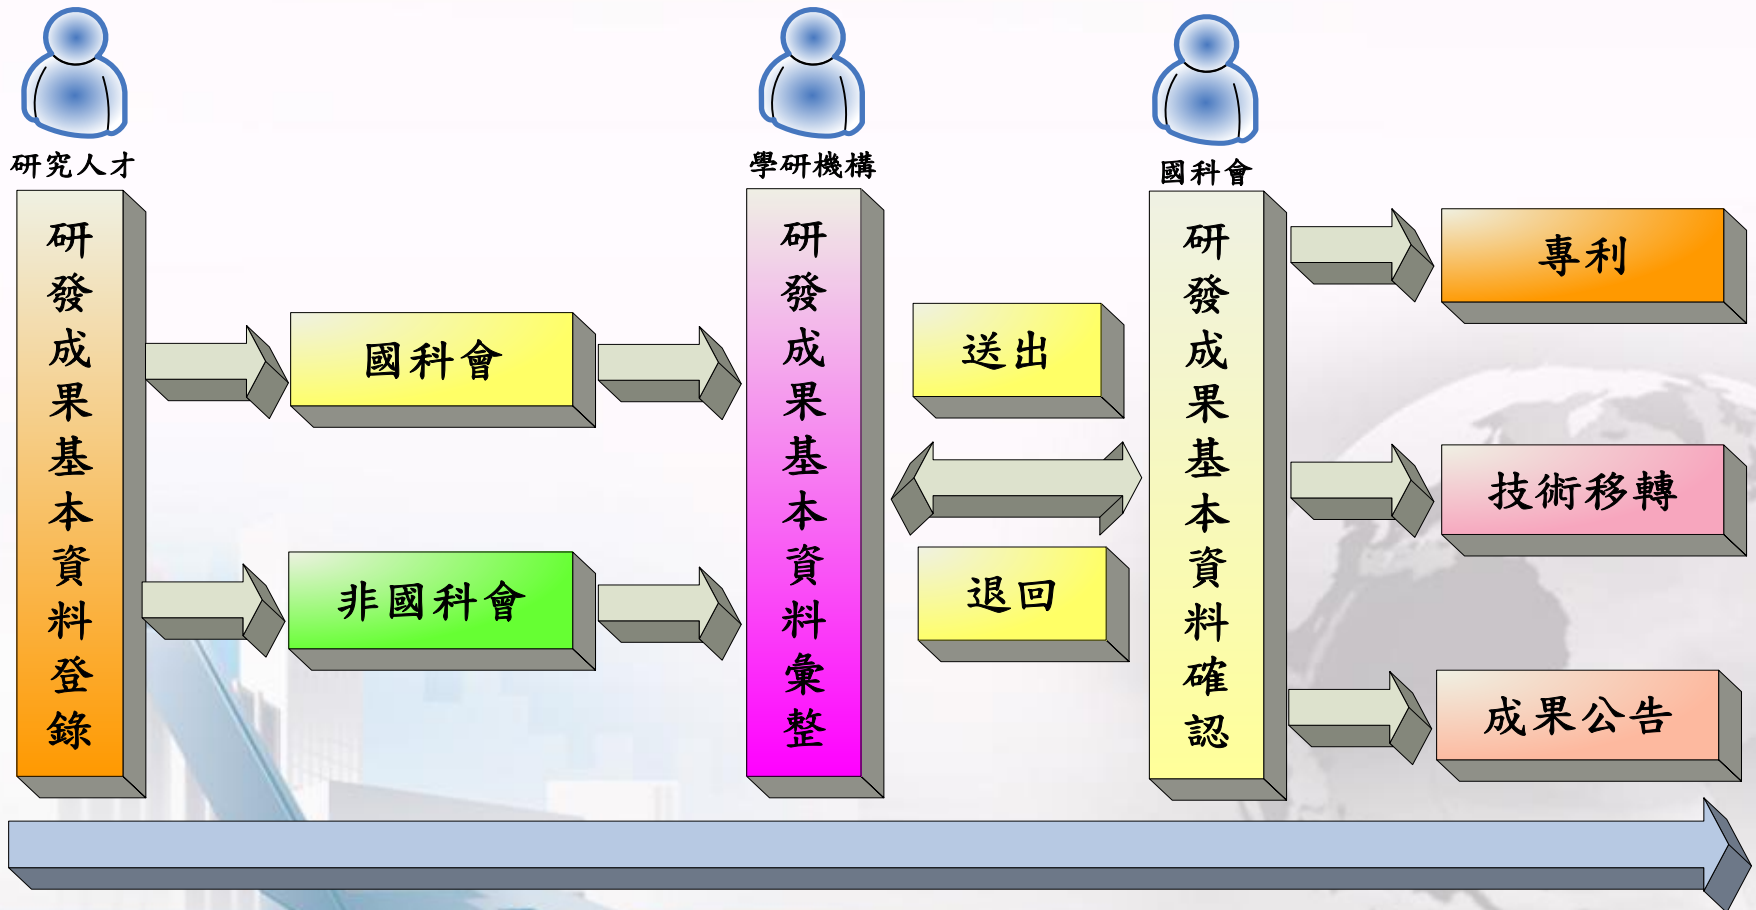 研究人才
研發成果基本資料登錄
國科會
非國科會
學研機構
研發成果基本資料彙整
送出
退回
國科會
研發成果基本資料確認
專利
技術移轉
成果公告